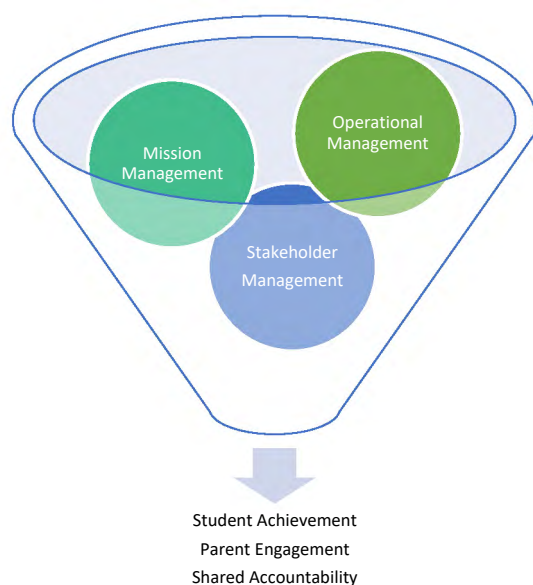 Mission
Management
Operational
Management
Stakeholder
Management
Student Achievement
Parent Engagement
Shared Accountability